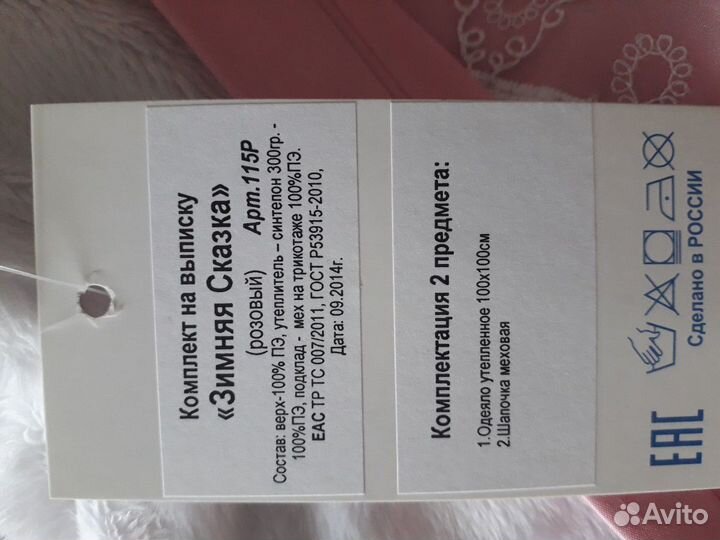 Комплект на выписку
«Зимняя Сказка»
(розовый) Арт.115Р
Состав: верх-100% ПЭ, утеплитель – синтепон 300гр. -
100%ПЭ, подклад - мех на трикотаже 100%ПЭ.
ЕАС ТР ТС 007/2011, ГОСТ Р53915-2010,
Дата: 09.2014г.
Комплектация 2 предмета:
1.Одеяло утепленное 100х100см
2.Шапочка меховая
ЕАС
Сделано в РОССИИ
Avito